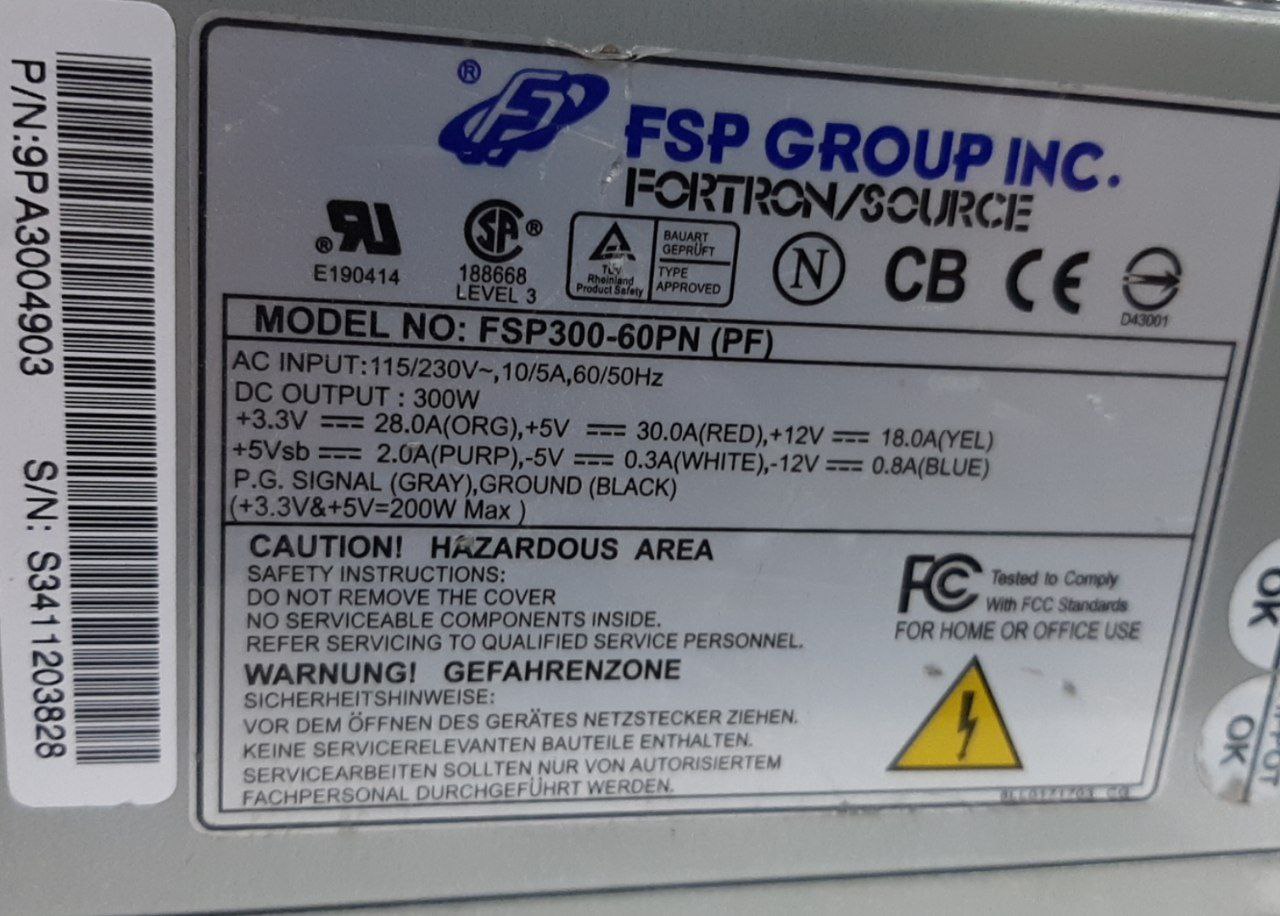 P/N:9PA3004903 S/N: S34111203828
®
FSP GROUP INC.
FORTRON/SOURCE
®
E190414
SA ®
188668
LEVEL 3
TÜV
Rheinland
Product Safety
BAUART
GEPRÜFT
TYPE
APPROVED
N
CB
CE
D43001
MODEL NO: FSP300-60PN (PF)
AC INPUT:115/230V~,10/5A,60/50Hz
DC OUTPUT : 300W
+3.3V ⎓ 28.0A(ORG),+5V ⎓ 30.0A(RED),+12V ⎓ 18.0A(YEL)
+5Vsb ⎓ 2.0A(PURP),-5V ⎓ 0.3A(WHITE),-12V ⎓ 0.8A(BLUE)
P.G. SIGNAL (GRAY),GROUND (BLACK)
(+3.3V&+5V=200W Max )
CAUTION! HAZARDOUS AREA
SAFETY INSTRUCTIONS:
DO NOT REMOVE THE COVER
NO SERVICEABLE COMPONENTS INSIDE.
REFER SERVICING TO QUALIFIED SERVICE PERSONNEL.
WARNUNG! GEFAHRENZONE
SICHERHEITSHINWEISE:
VOR DEM ÖFFNEN DES GERÄTES NETZSTECKER ZIEHEN.
KEINE SERVICERELEVANTEN BAUTEILE ENTHALTEN.
SERVICEARBEITEN SOLLTEN NUR VON AUTORISIERTEM
FACHPERSONAL DURCHGEFÜHRT WERDEN.
FC Tested to Comply
With FCC Standards
FOR HOME OR OFFICE USE
OK
OK